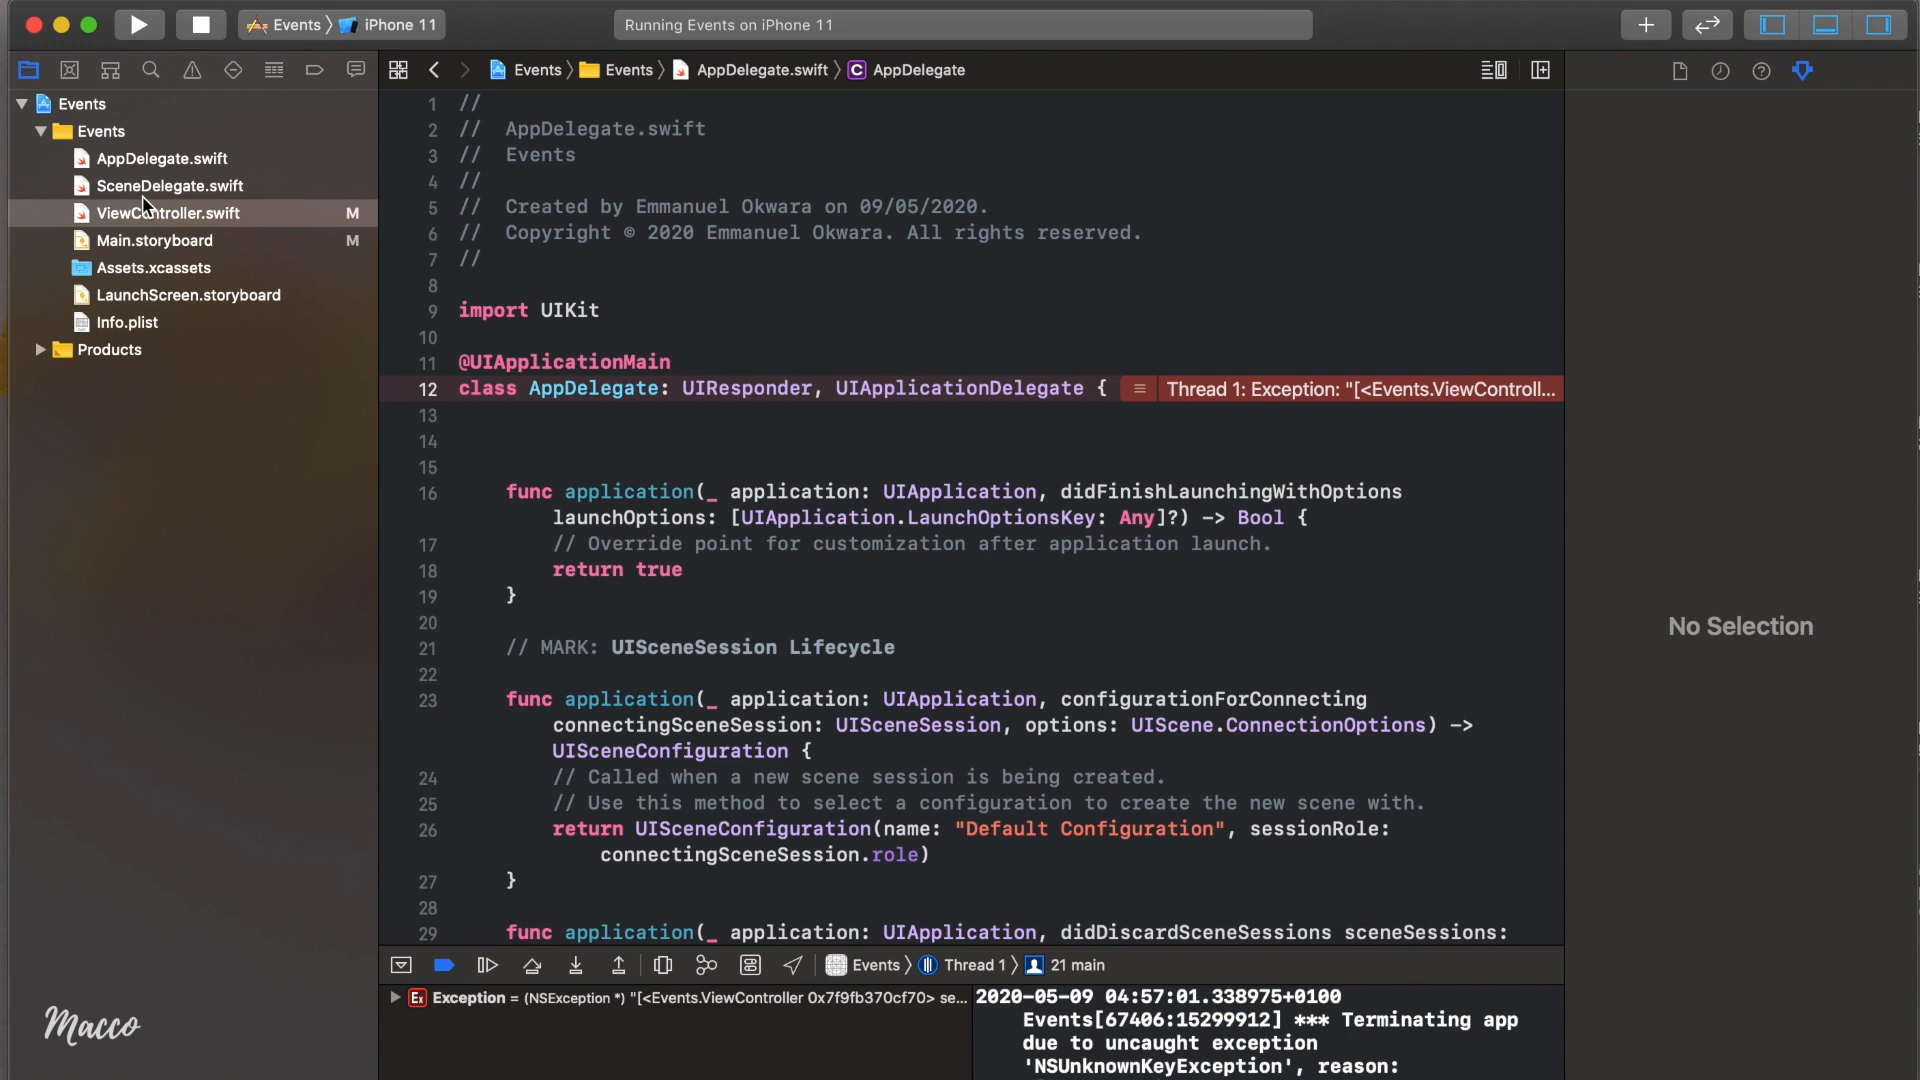 Events 〉 iPhone 11
Running Events on iPhone 11
Events 〉 Events 〉 AppDelegate.swift 〉 C AppDelegate
Events
Events
AppDelegate.swift
SceneDelegate.swift
ViewController.swift M
Main.storyboard M
Assets.xcassets
LaunchScreen.storyboard
Info.plist
Products
1 //
2 // AppDelegate.swift
3 // Events
4 //
5 // Created by Emmanuel Okwara on 09/05/2020.
6 // Copyright © 2020 Emmanuel Okwara. All rights reserved.
7 //
8
9 import UIKit
10
11 @UIApplicationMain
12 class AppDelegate: UIResponder, UIApplicationDelegate { Thread 1: Exception: "[<Events.ViewControll...
13
14
15
16 func application(_ application: UIApplication, didFinishLaunchingWithOptions
launchOptions: [UIApplication.LaunchOptionsKey: Any]?) -> Bool {
17 // Override point for customization after application launch.
18 return true
19 }
20
21 // MARK: UISceneSession Lifecycle
22
23 func application(_ application: UIApplication, configurationForConnecting
connectingSceneSession: UISceneSession, options: UIScene.ConnectionOptions) ->
UISceneConfiguration {
24 // Called when a new scene session is being created.
25 // Use this method to select a configuration to create the new scene with.
26 return UISceneConfiguration(name: "Default Configuration", sessionRole:
connectingSceneSession.role)
27 }
28
29 func application(_ application: UIApplication, didDiscardSceneSessions sceneSessions:
No Selection
Events 〉 Thread 1 〉 21 main
Ex Exception = (NSException *) "[<Events.ViewController 0x7f9fb370cf70> se...
2020-05-09 04:57:01.338975+0100
Events[67406:15299912] *** Terminating app
due to uncaught exception
'NSUnknownKeyException', reason:
Macco